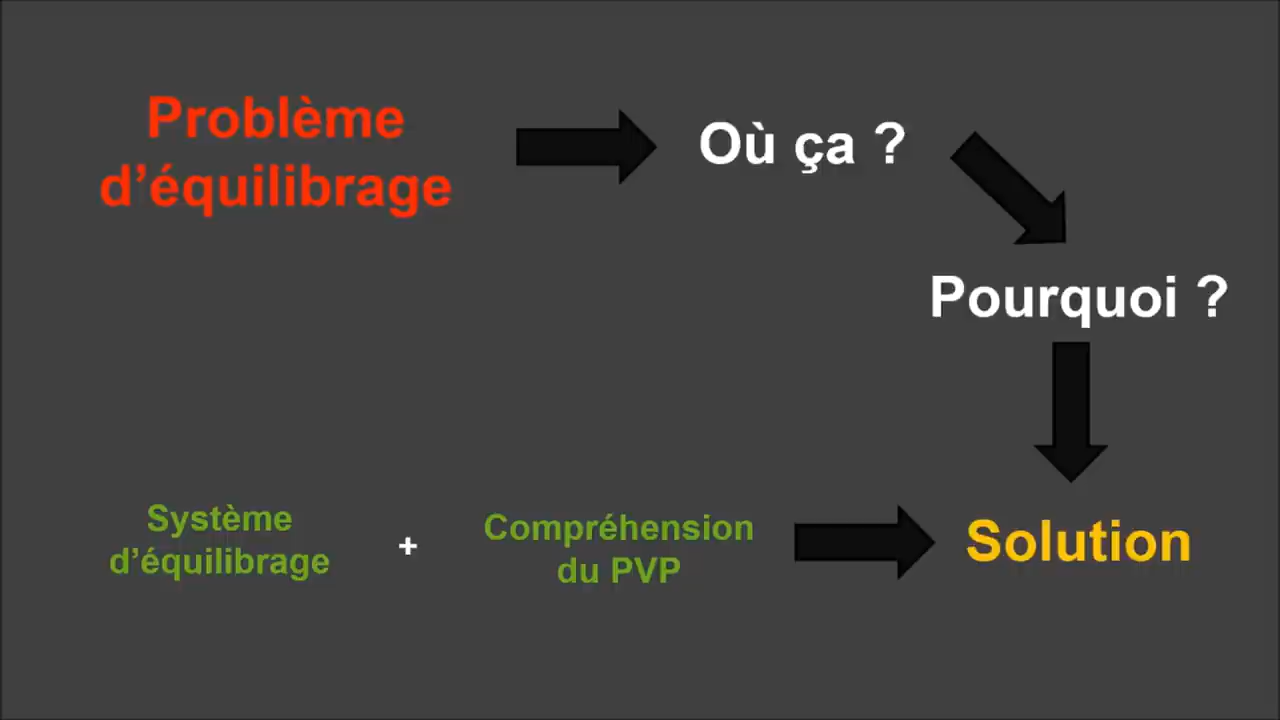 Problème
d’équilibrage
Où ça ?
Pourquoi ?
Système
d’équilibrage
+
Compréhension
du PVP
Solution